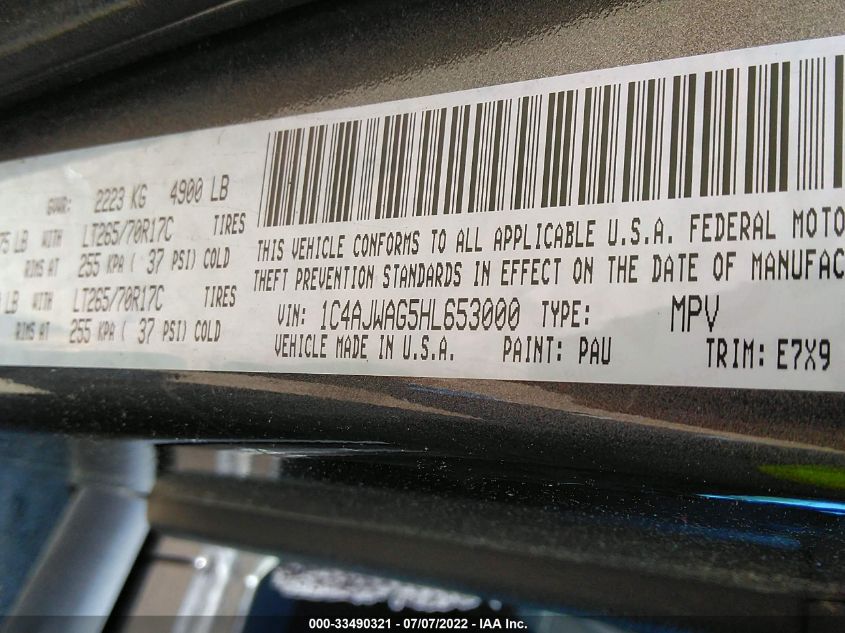 GVWR: 2223 KG 4900 LB
75 LB WITH LT265/70R17C TIRES
RIMS AT 255 KPA ( 37 PSI) COLD
LB WITH LT265/70R17C TIRES
RIMS AT 255 KPA ( 37 PSI) COLD
THIS VEHICLE CONFORMS TO ALL APPLICABLE U.S.A. FEDERAL MOTO
THEFT PREVENTION STANDARDS IN EFFECT ON THE DATE OF MANUFAC
VIN: 1C4AJWAG5HL653000 TYPE: MPV
VEHICLE MADE IN U.S.A. PAINT: PAU TRIM: E7X9
000-33490321 - 07/07/2022 - IAA Inc.